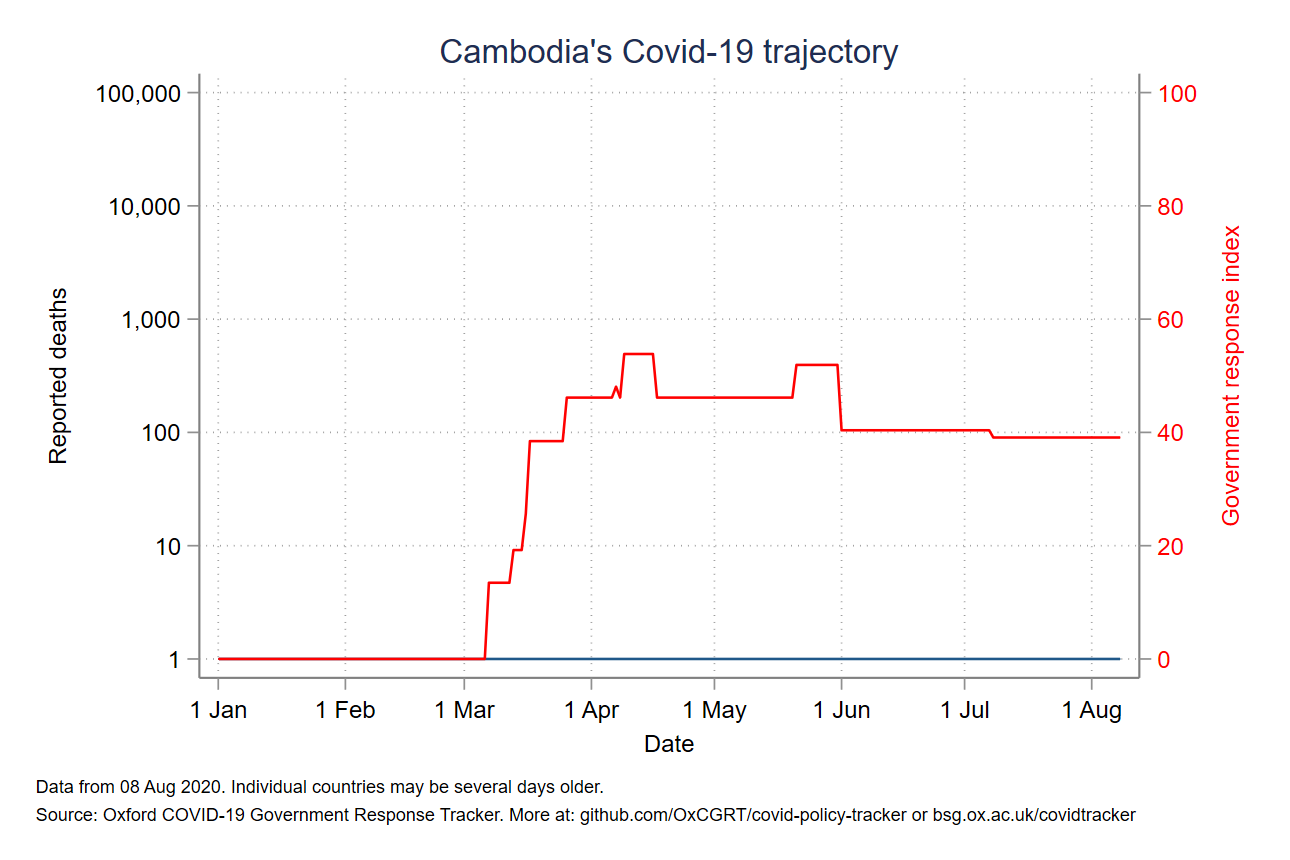 Cambodia's Covid-19 trajectory
100,000
10,000
1,000
100
10
1
Reported deaths
100
80
60
40
20
0
Government response index
1 Jan
1 Feb
1 Mar
1 Apr
1 May
1 Jun
1 Jul
1 Aug
Date
Data from 08 Aug 2020. Individual countries may be several days older.
Source: Oxford COVID-19 Government Response Tracker. More at: github.com/OxCGRT/covid-policy-tracker or bsg.ox.ac.uk/covidtracker